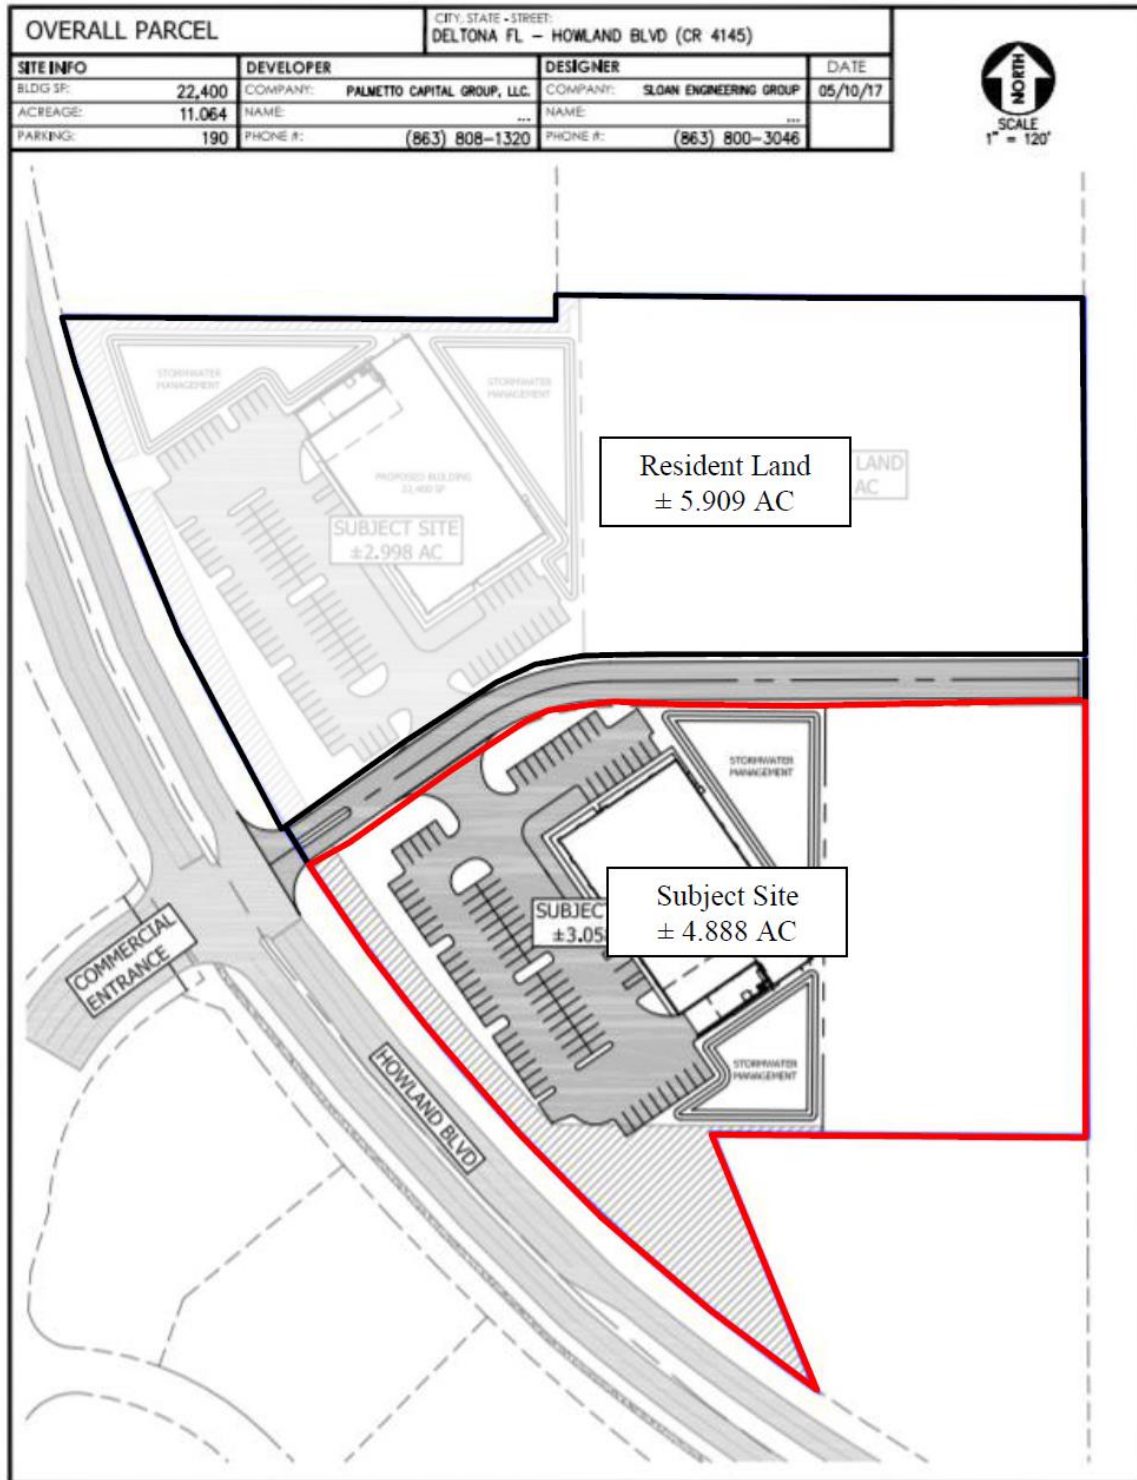 OVERALL PARCEL
CITY, STATE - STREET:
DELTONA FL - HOWLAND BLVD (CR 4145)
SITE INFO
DEVELOPER
DESIGNER
DATE
BLDG SF: 22,400
COMPANY: PALMETTO CAPITAL GROUP, LLC.
COMPANY: SLOAN ENGINEERING GROUP
05/10/17
ACREAGE: 11.064
NAME: ...
NAME: ...
PARKING: 190
PHONE #: (863) 808-1320
PHONE #: (863) 800-3046
NORTH
SCALE
1" = 120'
STORMWATER
MANAGEMENT
STORMWATER
MANAGEMENT
PROPOSED BUILDING
22,400 SF
SUBJECT SITE
±2.998 AC
Resident Land
± 5.909 AC
LAND
AC
STORMWATER
MANAGEMENT
SUBJEC
±3.05
Subject Site
± 4.888 AC
COMMERCIAL
ENTRANCE
HOWLAND BLVD
STORMWATER
MANAGEMENT